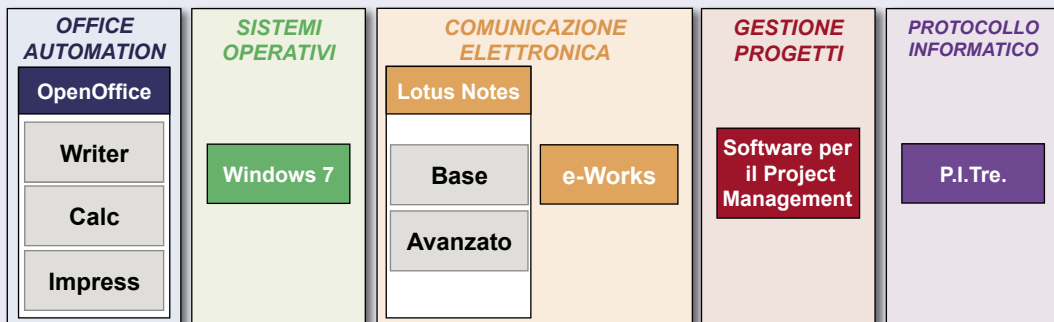 OFFICE
AUTOMATION
OpenOffice
Writer
Calc
Impress
SISTEMI
OPERATIVI
Windows 7
COMUNICAZIONE
ELETTRONICA
Lotus Notes
Base
Avanzato
e-Works
GESTIONE
PROGETTI
Software per
il Project
Management
PROTOCOLLO
INFORMATICO
P.I.Tre.